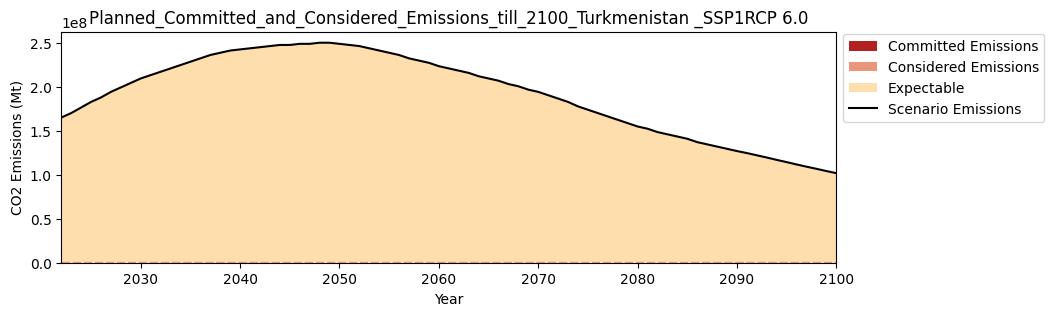 Planned_Committed_and_Considered_Emissions_till_2100_Turkmenistan _SSP1RCP 6.0
1e8
2.5
2.0
1.5
1.0
0.5
0.0
CO2 Emissions (Mt)
2030 2040 2050 2060 2070 2080 2090 2100
Year
Committed Emissions
Considered Emissions
Expectable
Scenario Emissions